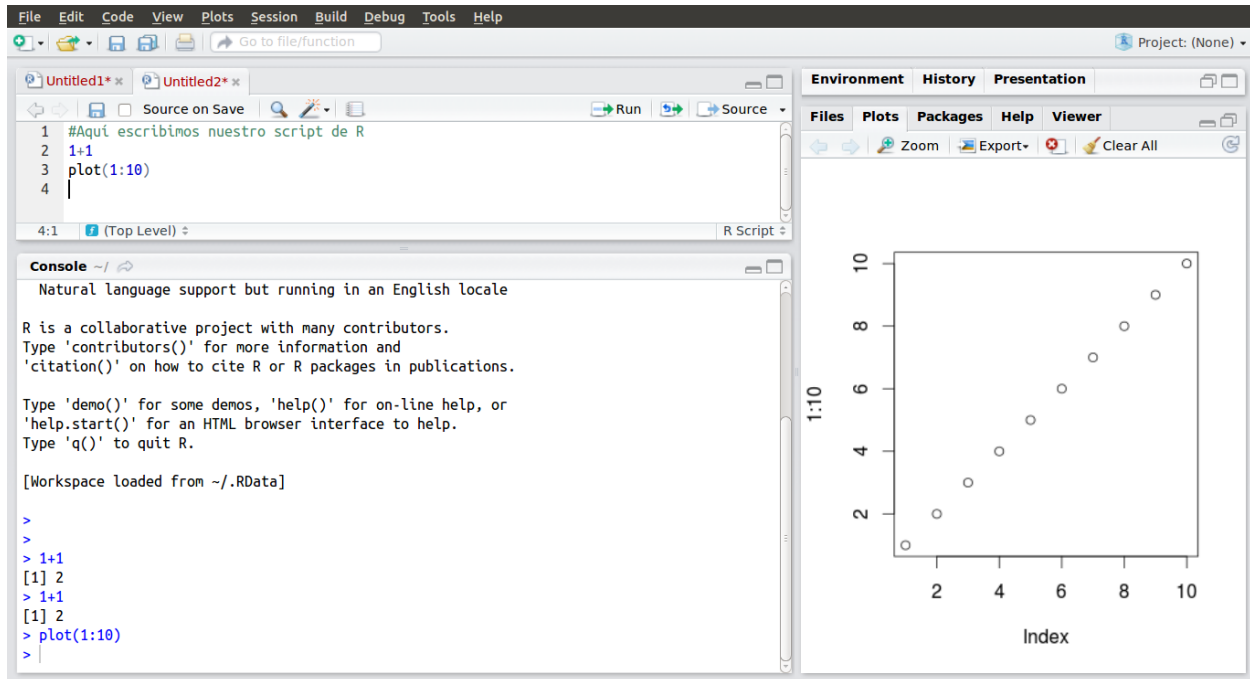 File Edit Code View Plots Session Build Debug Tools Help
Go to file/function
Project: (None)
Untitled1* Untitled2*
Source on Save Run Source
1 #Aquí escribimos nuestro script de R
2 1+1
3 plot(1:10)
4
4:1 (Top Level) R Script
Console ~/
Natural language support but running in an English locale
R is a collaborative project with many contributors.
Type 'contributors()' for more information and
'citation()' on how to cite R or R packages in publications.
Type 'demo()' for some demos, 'help()' for on-line help, or
'help.start()' for an HTML browser interface to help.
Type 'q()' to quit R.
[Workspace loaded from ~/.RData]
>
>
> 1+1
[1] 2
> 1+1
[1] 2
> plot(1:10)
>
Environment History Presentation
Files Plots Packages Help Viewer
Zoom Export Clear All
10
8
6
4
2
1:10
2 4 6 8 10
Index